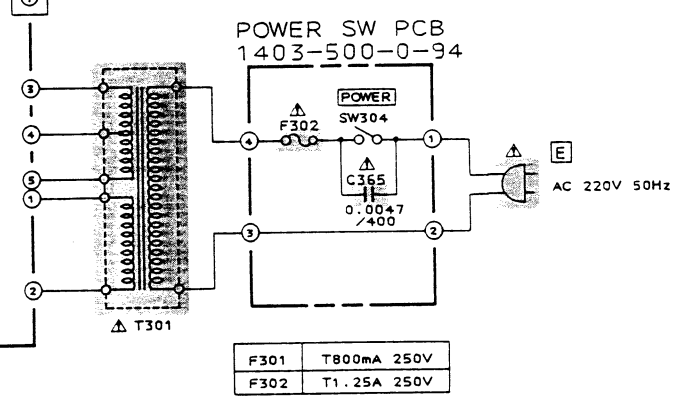 POWER SW PCB
1403-500-0-94
POWER
SW304
F302
3
4
5
1
2
4
3
1
2
C365
0.0047
/400
E
AC 220V 50Hz
T301
F301 T800mA 250V
F302 T1.25A 250V